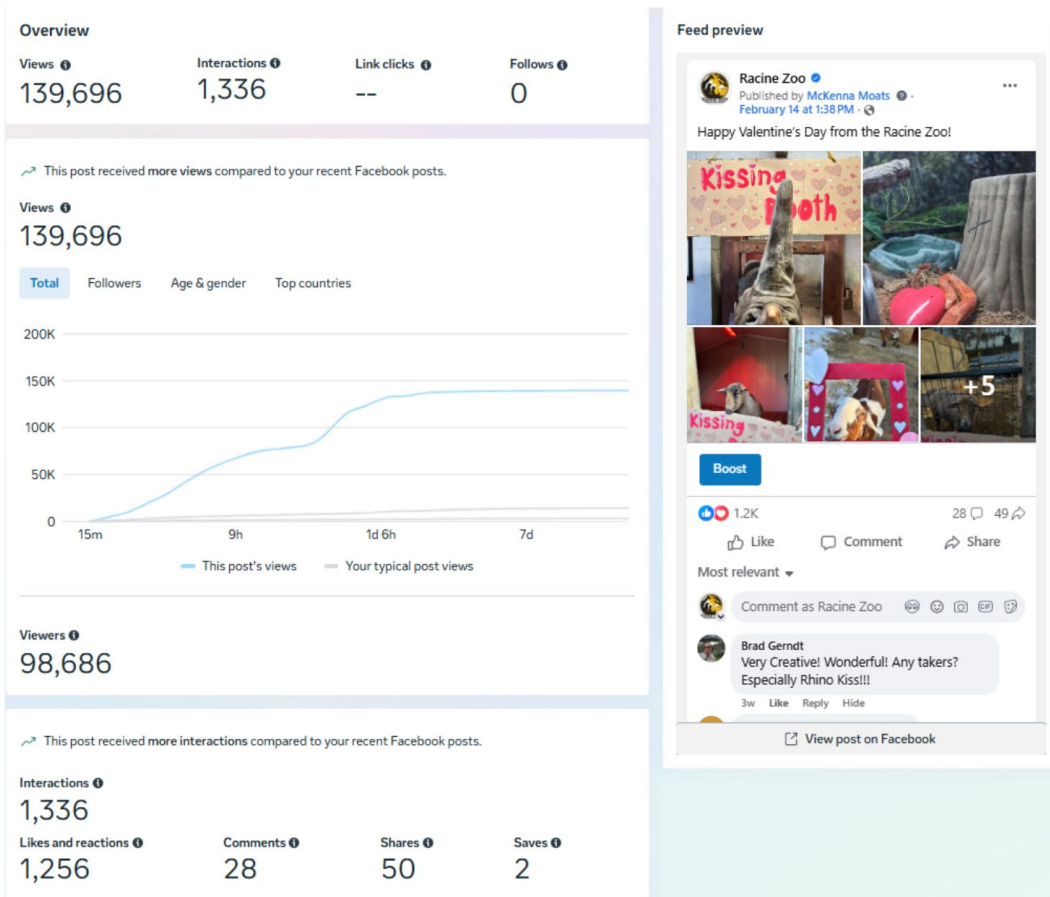 Overview
Views
139,696
Interactions
1,336
Link clicks
--
Follows
0
This post received more views compared to your recent Facebook posts.
Views
139,696
Total Followers Age & gender Top countries
200K
150K
100K
50K
0
15m 9h 1d 6h 7d
This post's views Your typical post views
Viewers
98,686
This post received more interactions compared to your recent Facebook posts.
Interactions
1,336
Likes and reactions
1,256
Comments
28
Shares
50
Saves
2
Feed preview
Racine Zoo
Published by McKenna Moats ·
February 14 at 1:38 PM ·
Happy Valentine's Day from the Racine Zoo!
Kissing
Kissing
+5
Boost
1.2K 28 49
Like Comment Share
Most relevant
Comment as Racine Zoo
GIF
Brad Gerndt
Very Creative! Wonderful! Any takers?
Especially Rhino Kiss!!!
3w Like Reply Hide
View post on Facebook